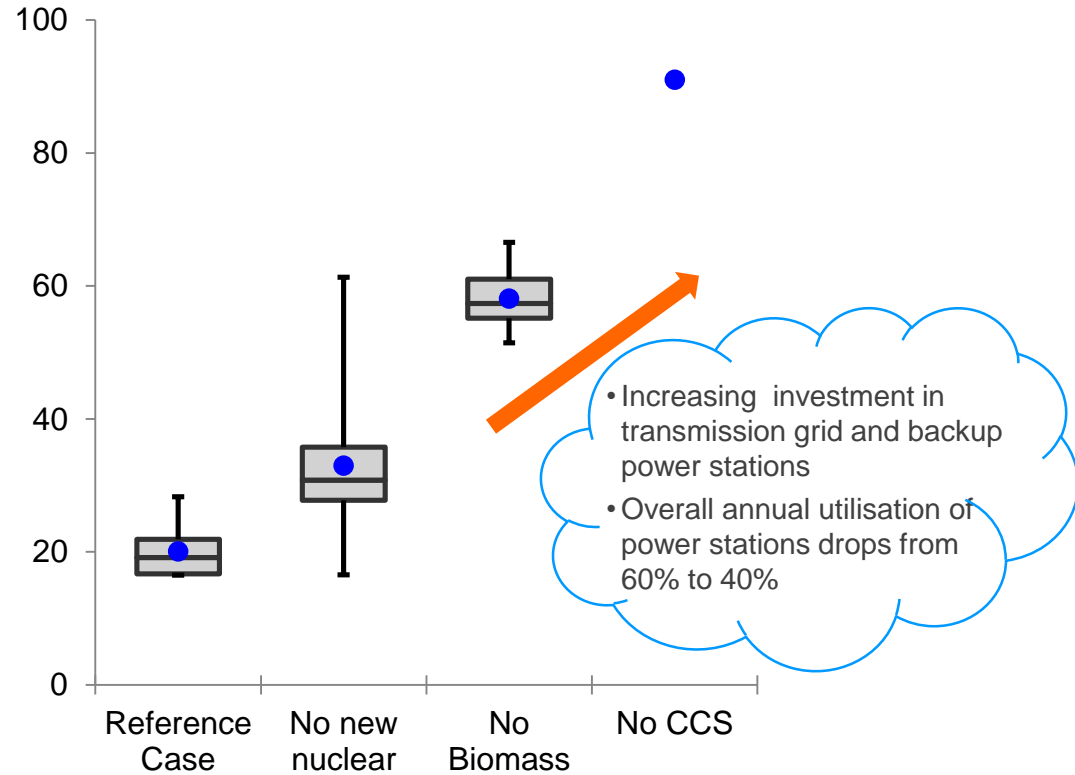 100
80
60
40
20
0
Reference
Case
No new
nuclear
No
Biomass
No CCS
• Increasing investment in
transmission grid and backup
power stations
• Overall annual utilisation of
power stations drops from
60% to 40%